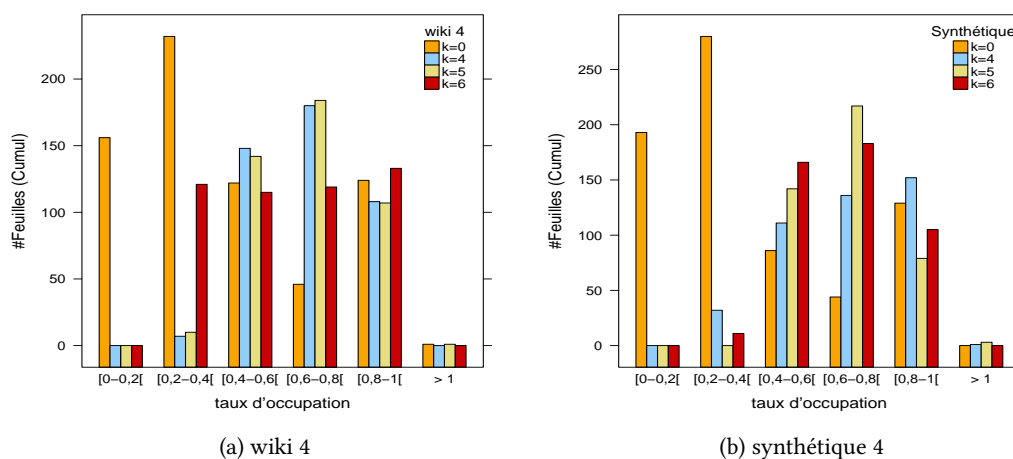 wiki 4
k=0
k=4
k=5
k=6
#Feuilles (Cumul)
200
150
100
50
0
[0−0,2[ [0,2−0,4[ [0,4−0,6[ [0,6−0,8[ [0,8−1[ > 1
taux d'occupation
(a) wiki 4
Synthétique
k=0
k=4
k=5
k=6
#Feuilles (Cumul)
250
200
150
100
50
0
[0−0,2[ [0,2−0,4[ [0,4−0,6[ [0,6−0,8[ [0,8−1[ > 1
taux d'occupation
(b) synthétique 4